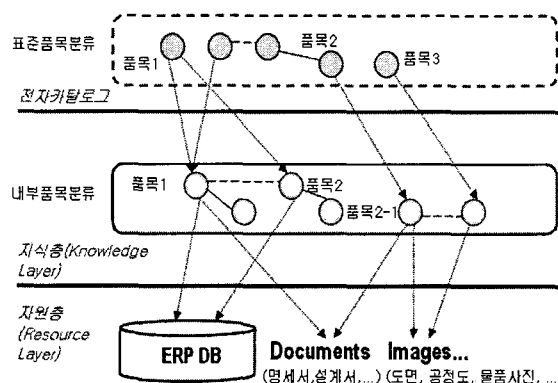 표준품목분류
품목1
품목2
품목3
전자카탈로그
내부품목분류
품목1
품목2
품목2-1
지식층(Knowledge
Layer)
자원층
(Resource
Layer)
ERP DB
Documents
Images...
(명세서,설계서,...)
(도면, 공정도, 물품사진, ...